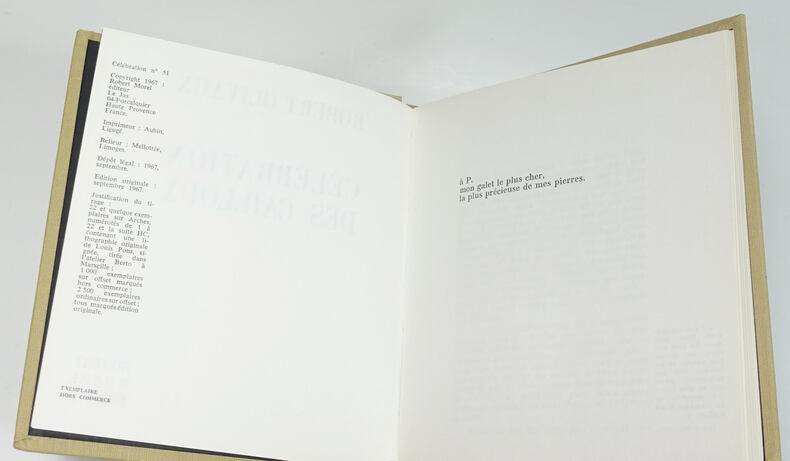 Célébration n° 51
Copyright 1967 :
Robert Morel
éditeur
Le Jas
04-Forcalquier
Haute Provence
France.
Imprimeur : Aubin,
Ligugé.
Relieur : Mellottée,
Limoges.
Dépôt légal : 1967,
septembre.
Edition originale :
septembre 1967.
Justification du ti-
rage :
22 et quelque exem-
plaires sur Arches,
numérotés de 1 à
22 et la suite HC,
contenant une li-
thographie originale
de Louis Pons, si-
gnée, tirée dans
l'atelier Berto à
Marseille ;
1 000 exemplaires
sur offset marqués
hors commerce ;
2 500 exemplaires
ordinaires sur offset ;
tous marqués édition
originale.
EXEMPLAIRE
HORS COMMERCE
à P.
mon galet le plus cher,
la plus précieuse de mes pierres.